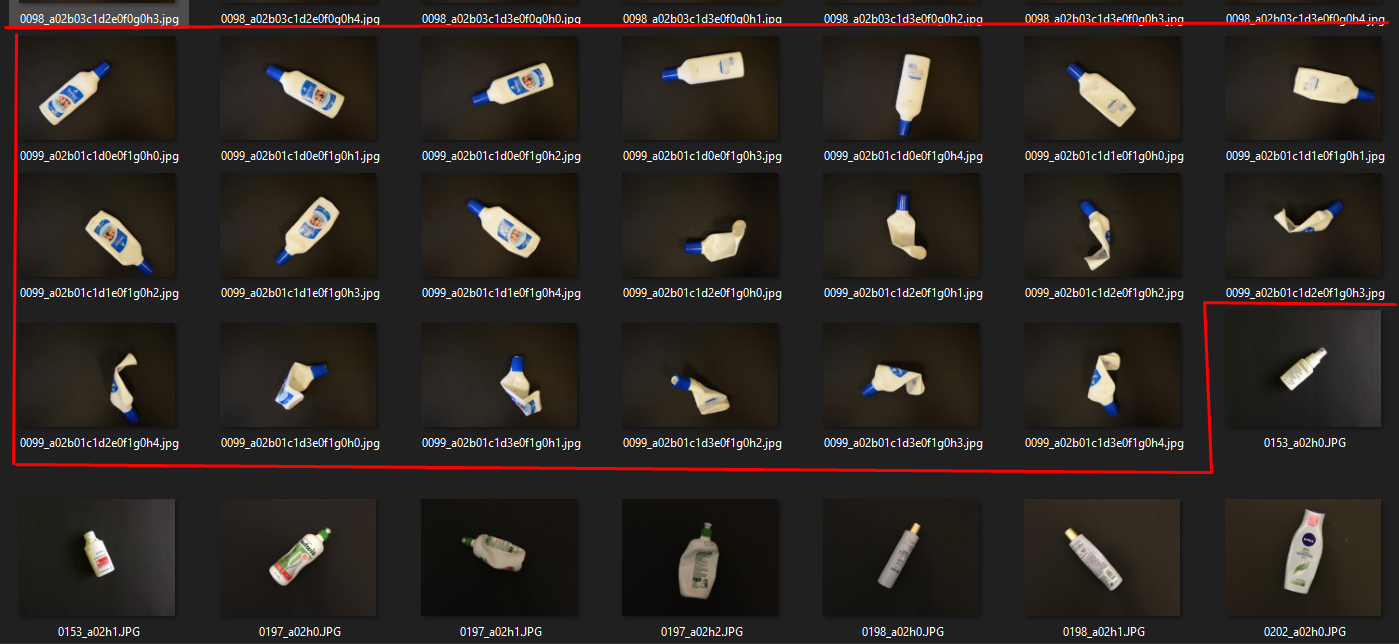 0098_a02b03c1d2e0f0g0h3.jpg
0098_a02b03c1d2e0f0g0h4.jpg
0098_a02b03c1d3e0f0g0h0.jpg
0098_a02b03c1d3e0f0g0h1.jpg
0098_a02b03c1d3e0f0g0h2.jpg
0098_a02b03c1d3e0f0g0h3.jpg
0098_a02b03c1d3e0f0g0h4.jpg
0099_a02b01c1d0e0f1g0h0.jpg
0099_a02b01c1d0e0f1g0h1.jpg
0099_a02b01c1d0e0f1g0h2.jpg
0099_a02b01c1d0e0f1g0h3.jpg
0099_a02b01c1d0e0f1g0h4.jpg
0099_a02b01c1d1e0f1g0h0.jpg
0099_a02b01c1d1e0f1g0h1.jpg
0099_a02b01c1d1e0f1g0h2.jpg
0099_a02b01c1d1e0f1g0h3.jpg
0099_a02b01c1d1e0f1g0h4.jpg
0099_a02b01c1d2e0f1g0h0.jpg
0099_a02b01c1d2e0f1g0h1.jpg
0099_a02b01c1d2e0f1g0h2.jpg
0099_a02b01c1d2e0f1g0h3.jpg
0099_a02b01c1d2e0f1g0h4.jpg
0099_a02b01c1d3e0f1g0h0.jpg
0099_a02b01c1d3e0f1g0h1.jpg
0099_a02b01c1d3e0f1g0h2.jpg
0099_a02b01c1d3e0f1g0h3.jpg
0099_a02b01c1d3e0f1g0h4.jpg
0153_a02h0.JPG
0153_a02h1.JPG
0197_a02h0.JPG
0197_a02h1.JPG
0197_a02h2.JPG
0198_a02h0.JPG
0198_a02h1.JPG
NIVEA
0202_a02h0.JPG